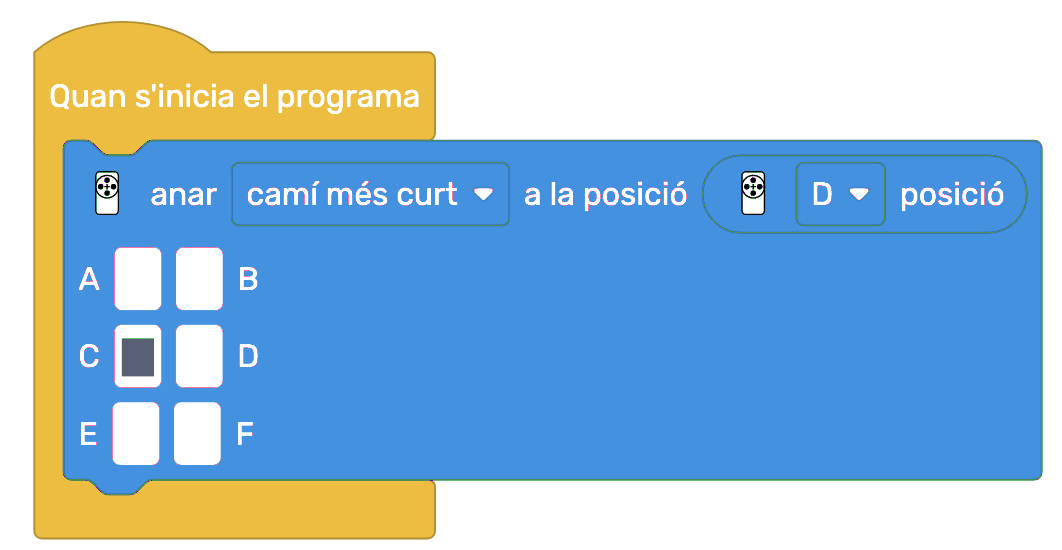 Quan s'inicia el programa
anar camí més curt a la posició D posició
A B
C D
E F